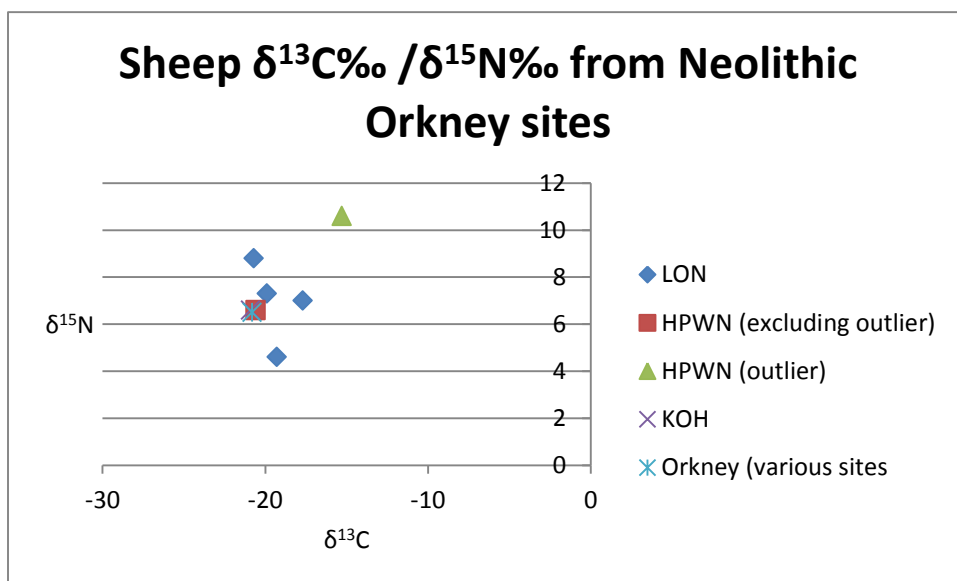 Sheep δ¹³C‰ /δ¹⁵N‰ from Neolithic
Orkney sites
12
10
8
6
4
2
0
δ¹⁵N
-30
-20
-10
0
δ¹³C
LON
HPWN (excluding outlier)
HPWN (outlier)
KOH
Orkney (various sites